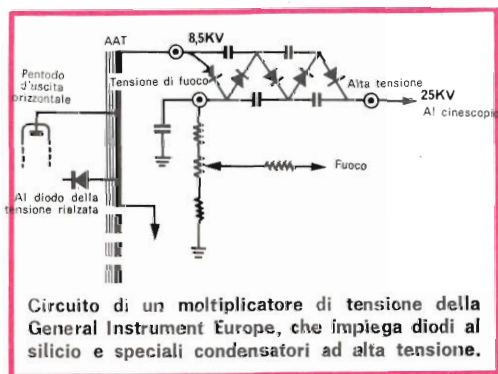 AAT
8,5KV
Pentodo
d'uscita
orizzontale
Tensione di fuoco
Alta tensione
25KV
Al cinescopio
Fuoco
Al diodo della
tensione rialzata
Circuito di un moltiplicatore di tensione della
General Instrument Europe, che impiega diodi al
silicio e speciali condensatori ad alta tensione.